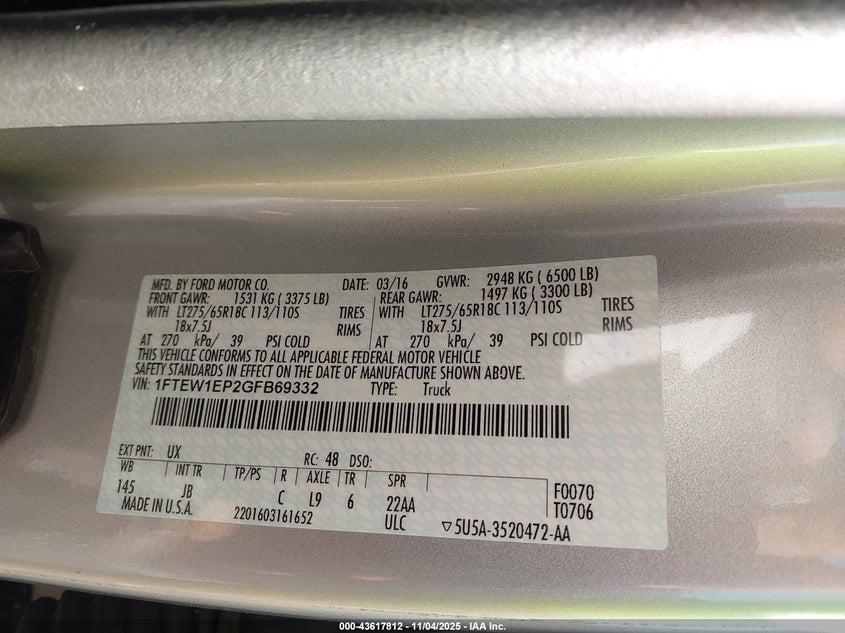 MFD. BY FORD MOTOR CO. DATE: 03/16 GVWR: 2948 KG ( 6500 LB)
FRONT GAWR: 1531 KG ( 3375 LB) REAR GAWR: 1497 KG ( 3300 LB)
WITH LT275/65R18C 113/110S TIRES WITH LT275/65R18C 113/110S TIRES
18x7.5J RIMS 18x7.5J RIMS
AT 270 kPa/ 39 PSI COLD AT 270 kPa/ 39 PSI COLD
THIS VEHICLE CONFORMS TO ALL APPLICABLE FEDERAL MOTOR VEHICLE
SAFETY STANDARDS IN EFFECT ON THE DATE OF MANUFACTURE SHOWN ABOVE.
VIN: 1FTEW1EP2GFB69332 TYPE: Truck
EXT PNT: UX RC: 48 DSO:
WB INT TR TP/PS R AXLE TR SPR
145 JB C L9 6 22AA F0070
MADE IN U.S.A. 2201603161652 ULC T0706
▽5U5A-3520472-AA
000-43617812 - 11/04/2025 - IAA Inc.